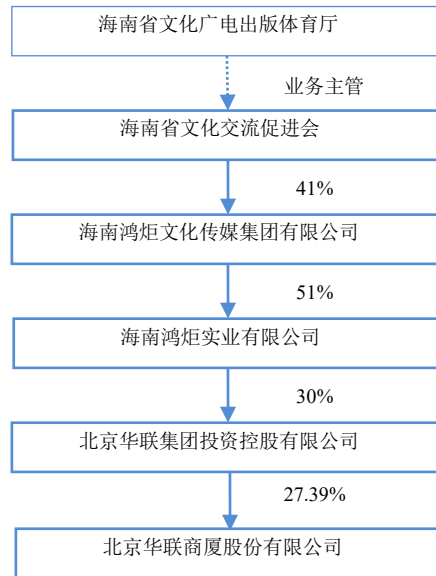 海南省文化广电出版体育厅
业务主管
海南省文化交流促进会
41%
海南鸿炬文化传媒集团有限公司
51%
海南鸿炬实业有限公司
30%
北京华联集团投资控股有限公司
27.39%
北京华联商厦股份有限公司